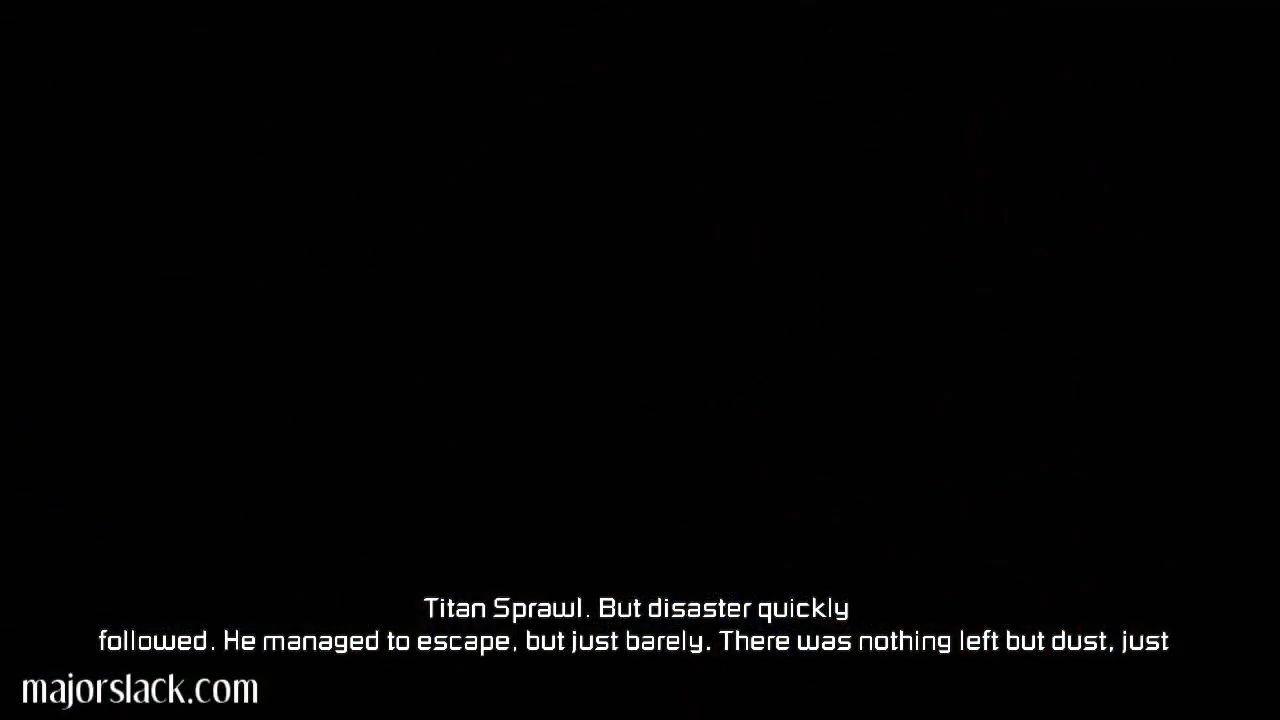 Titan Sprawl. But disaster quickly
followed. He managed to escape, but just barely. There was nothing left but dust, just
majorslack.com